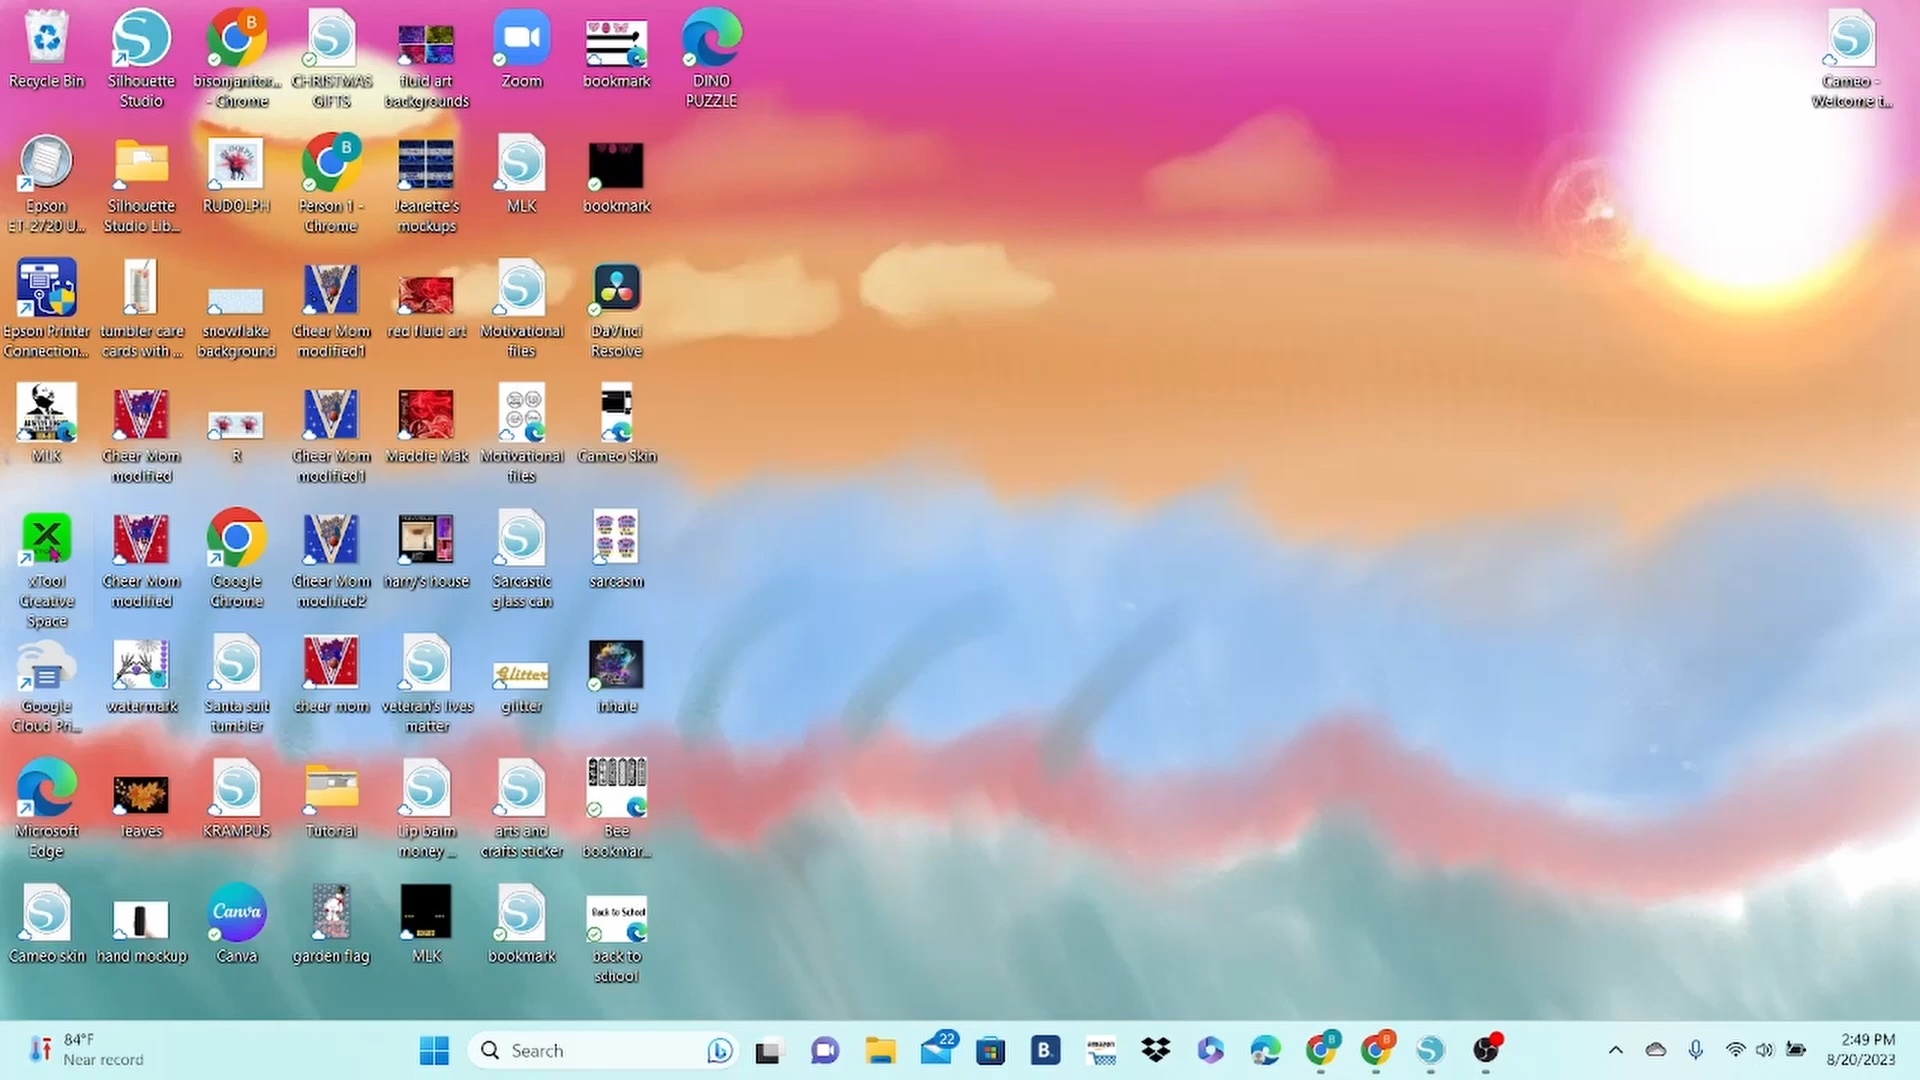 Recycle Bin
Silhouette
Studio
bisonjanitor...
- Chrome
CHRISTMAS
GIFTS
fluid art
backgrounds
Zoom
bookmark
DINO
PUZZLE
Cameo -
Welcome t...
Epson
ET-2720 U...
Silhouette
Studio Lib...
RUDOLPH
Person 1 -
Chrome
Jeanette's
mockups
MLK
bookmark
Epson Printer
Connection...
tumbler care
cards with ...
snowflake
background
Cheer Mom
modified1
red fluid art
Motivational
files
DaVinci
Resolve
MLK
Cheer Mom
modified
R
Cheer Mom
modified1
Maddie Mak
Motivational
files
Cameo Skin
xTool
Creative
Space
Cheer Mom
modified
Google
Chrome
Cheer Mom
modified2
harry's house
Sarcastic
glass can
sarcasm
Google
Cloud Pri...
watermark
Santa suit
tumbler
cheer mom
veteran's lives
matter
Glitter
glitter
inhale
Microsoft
Edge
leaves
KRAMPUS
Tutorial
Lip balm
money ...
arts and
crafts sticker
Bee
bookmar...
Cameo skin
hand mockup
Canva
Canva
garden flag
MLK
bookmark
Back to School
back to
school
84°F
Near record
Search
22
B
amazon
B
B
2:49 PM
8/20/2023